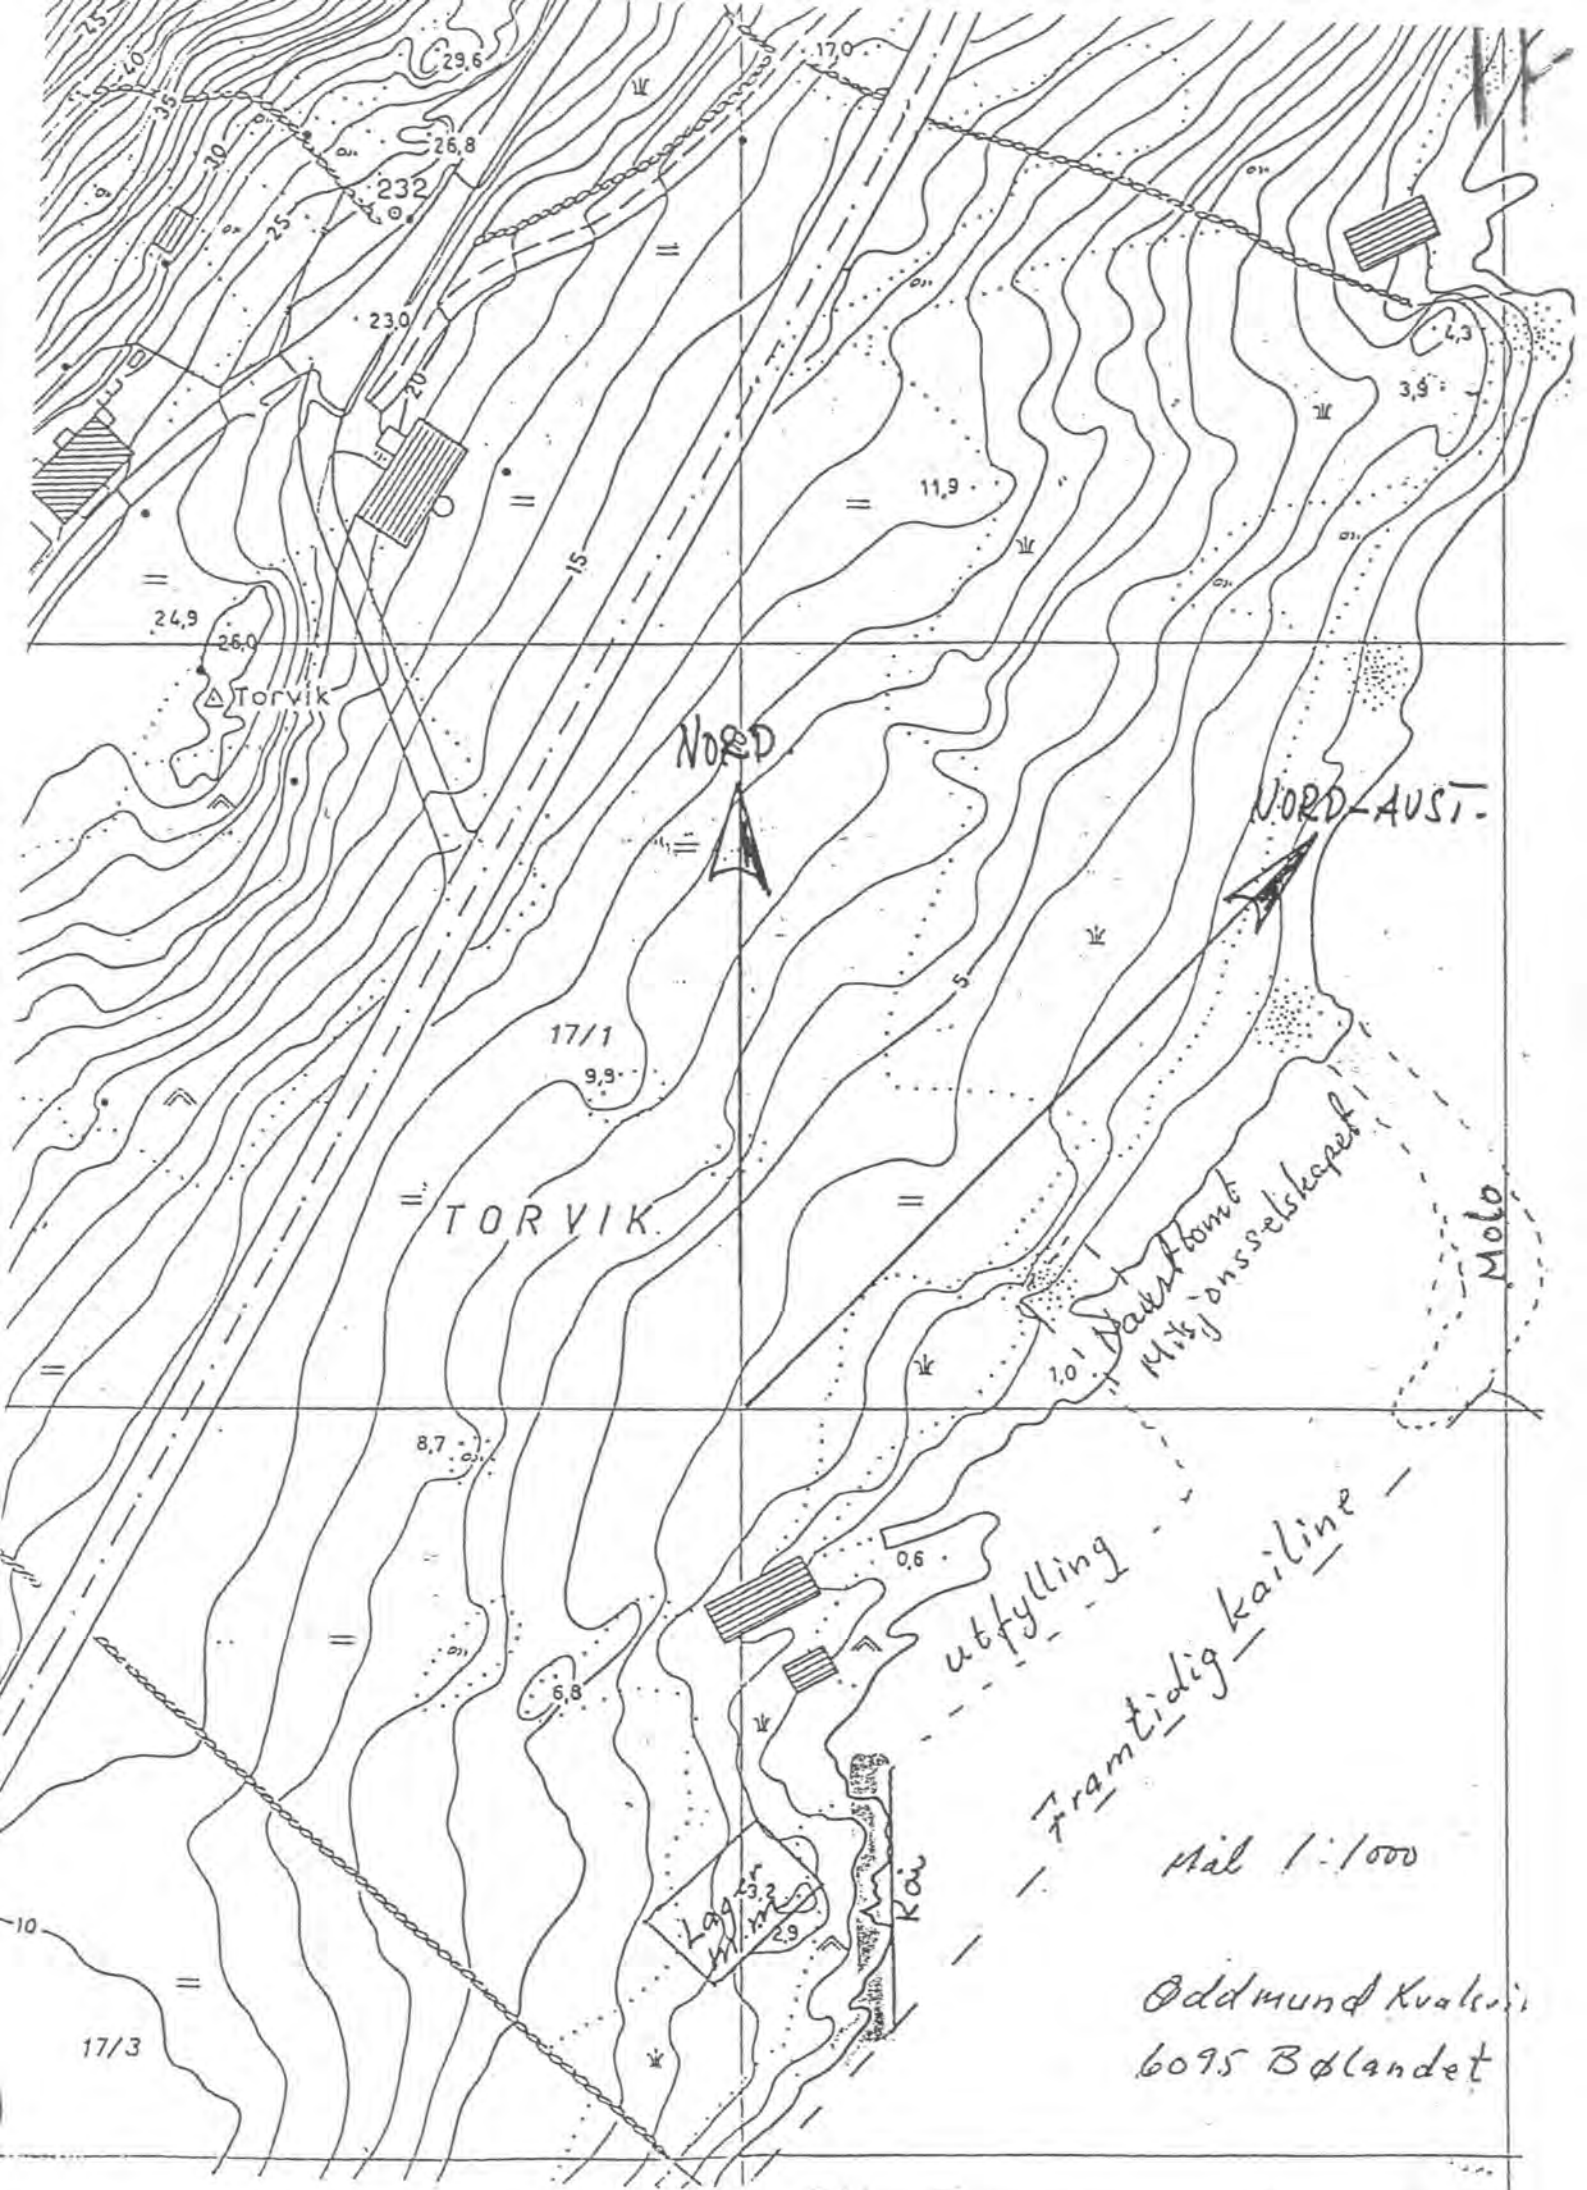 25
40
35
30
25
29,6
26,8
232
17,0
23,0
20
4,3
3,9
11,9
15
24,9
26,0
Torvik
NORD
NORD-AUST-
17/1
9,9
5
TORVIK
Naustomt
Misjonsselskapet
Molo
1,0
8,7
0,6
utfylling
Framtidig kailine
6,8
Kai
Mål 1:1000
3,2
2,9
10
17/3
Oddmund
6095 Bølandet